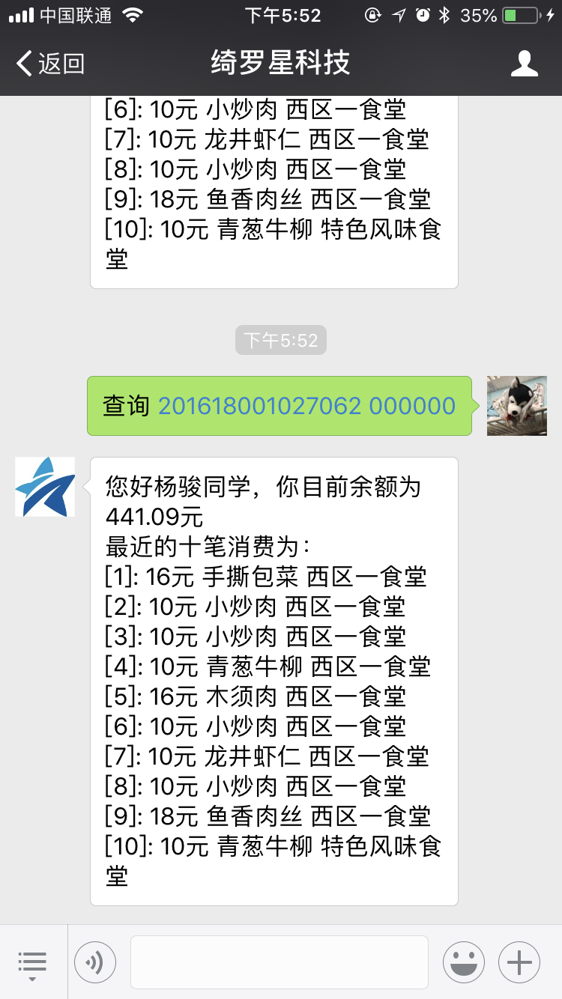 中国联通 下午5:52 35%
返回 绮罗星科技
[6]: 10元 小炒肉 西区一食堂
[7]: 10元 龙井虾仁 西区一食堂
[8]: 10元 小炒肉 西区一食堂
[9]: 18元 鱼香肉丝 西区一食堂
[10]: 10元 青葱牛柳 特色风味食
堂
下午5:52
查询 201618001027062 000000
您好杨骏同学，你目前余额为
441.09元
最近的十笔消费为：
[1]: 16元 手撕包菜 西区一食堂
[2]: 10元 小炒肉 西区一食堂
[3]: 10元 小炒肉 西区一食堂
[4]: 10元 青葱牛柳 西区一食堂
[5]: 16元 木须肉 西区一食堂
[6]: 10元 小炒肉 西区一食堂
[7]: 10元 龙井虾仁 西区一食堂
[8]: 10元 小炒肉 西区一食堂
[9]: 18元 鱼香肉丝 西区一食堂
[10]: 10元 青葱牛柳 特色风味食
堂